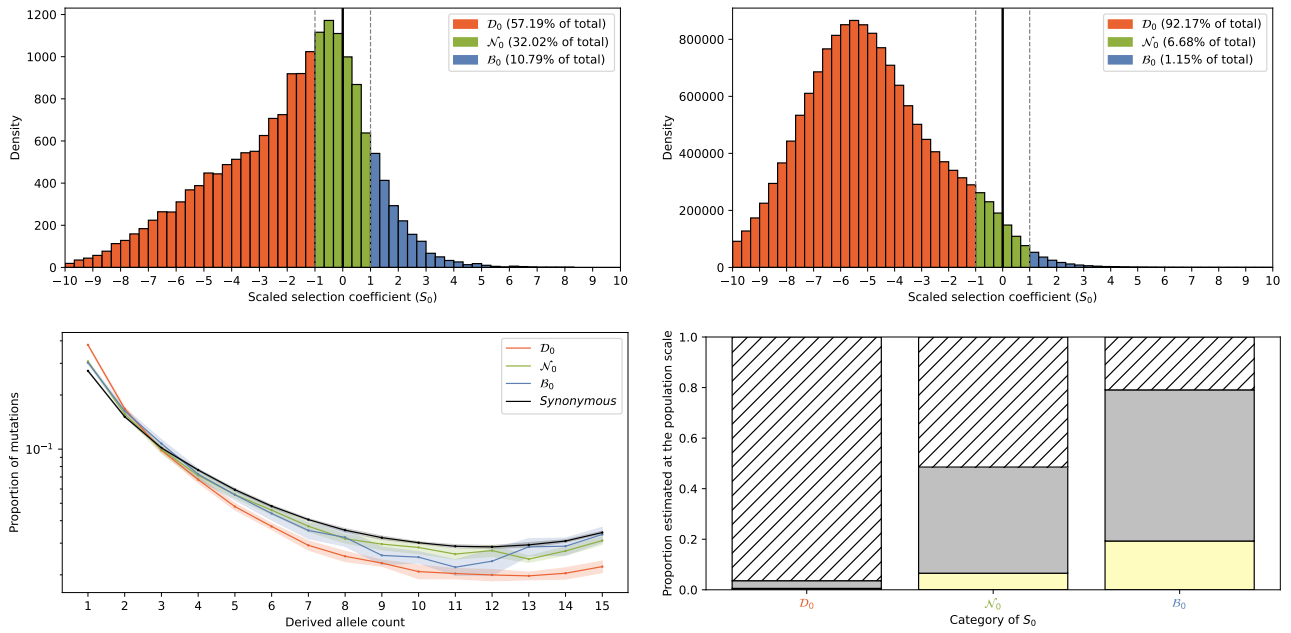 1200
1000
800
600
400
200
0
Density
𝒟₀ (57.19% of total)
𝒩₀ (32.02% of total)
ℬ₀ (10.79% of total)
−10 −9 −8 −7 −6 −5 −4 −3 −2 −1 0 1 2 3 4 5 6 7 8 9 10
Scaled selection coefficient (S₀)
800000
600000
400000
200000
0
Density
𝒟₀ (92.17% of total)
𝒩₀ (6.68% of total)
ℬ₀ (1.15% of total)
−10 −9 −8 −7 −6 −5 −4 −3 −2 −1 0 1 2 3 4 5 6 7 8 9 10
Scaled selection coefficient (S₀)
10⁻¹
Proportion of mutations
𝒟₀
𝒩₀
ℬ₀
Synonymous
1 2 3 4 5 6 7 8 9 10 11 12 13 14 15
Derived allele count
1.0
0.8
0.6
0.4
0.2
0.0
Proportion estimated at the population scale
𝒟₀ 𝒩₀ ℬ₀
Category of S₀